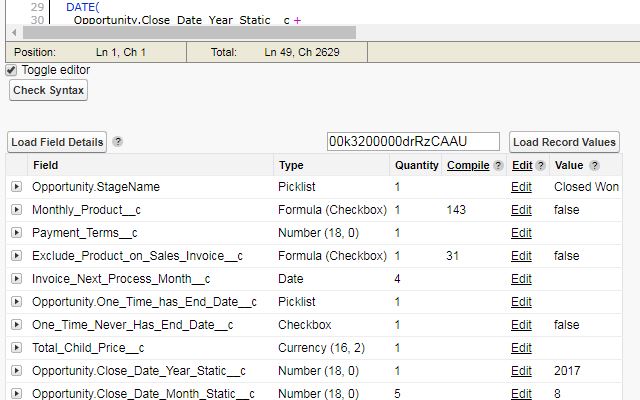 29 DATE(
30 Opportunity.Close_Date_Year_Static__c +
Position: Ln 1, Ch 1 Total: Ln 49, Ch 2629
Toggle editor
Check Syntax
Load Field Details ? 00k3200000drRzCAAU Load Record Values
Field Type Quantity Compile ? Edit ? Value ?
Opportunity.StageName Picklist 1 Edit Closed Won
Monthly_Product__c Formula (Checkbox) 1 143 Edit false
Payment_Terms__c Number (18, 0) 1 Edit
Exclude_Product_on_Sales_Invoice__c Formula (Checkbox) 1 31 Edit false
Invoice_Next_Process_Month__c Date 4 Edit
Opportunity.One_Time_has_End_Date__c Picklist 1 Edit
One_Time_Never_Has_End_Date__c Checkbox 1 Edit false
Total_Child_Price__c Currency (16, 2) 1 Edit
Opportunity.Close_Date_Year_Static__c Number (18, 0) 1 Edit 2017
Opportunity.Close_Date_Month_Static__c Number (18, 0) 5 Edit 8